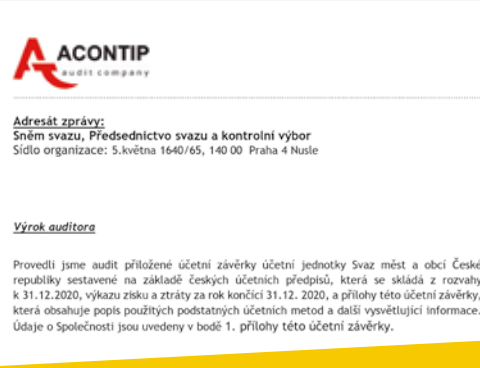 ACONTIP
audit company
Adresát zprávy:
Sněm svazu, Předsednictvo svazu a kontrolní výbor
Sídlo organizace: 5.května 1640/65, 140 00 Praha 4 Nusle
Výrok auditora
Provedli jsme audit přiložené účetní závěrky účetní jednotky Svaz měst a obcí České
republiky sestavené na základě českých účetních předpisů, která se skládá z rozvahy
k 31.12.2020, výkazu zisku a ztráty za rok končící 31.12. 2020, a přílohy této účetní závěrky,
která obsahuje popis použitých podstatných účetních metod a další vysvětlující informace.
Údaje o Společnosti jsou uvedeny v bodě 1. přílohy této účetní závěrky.